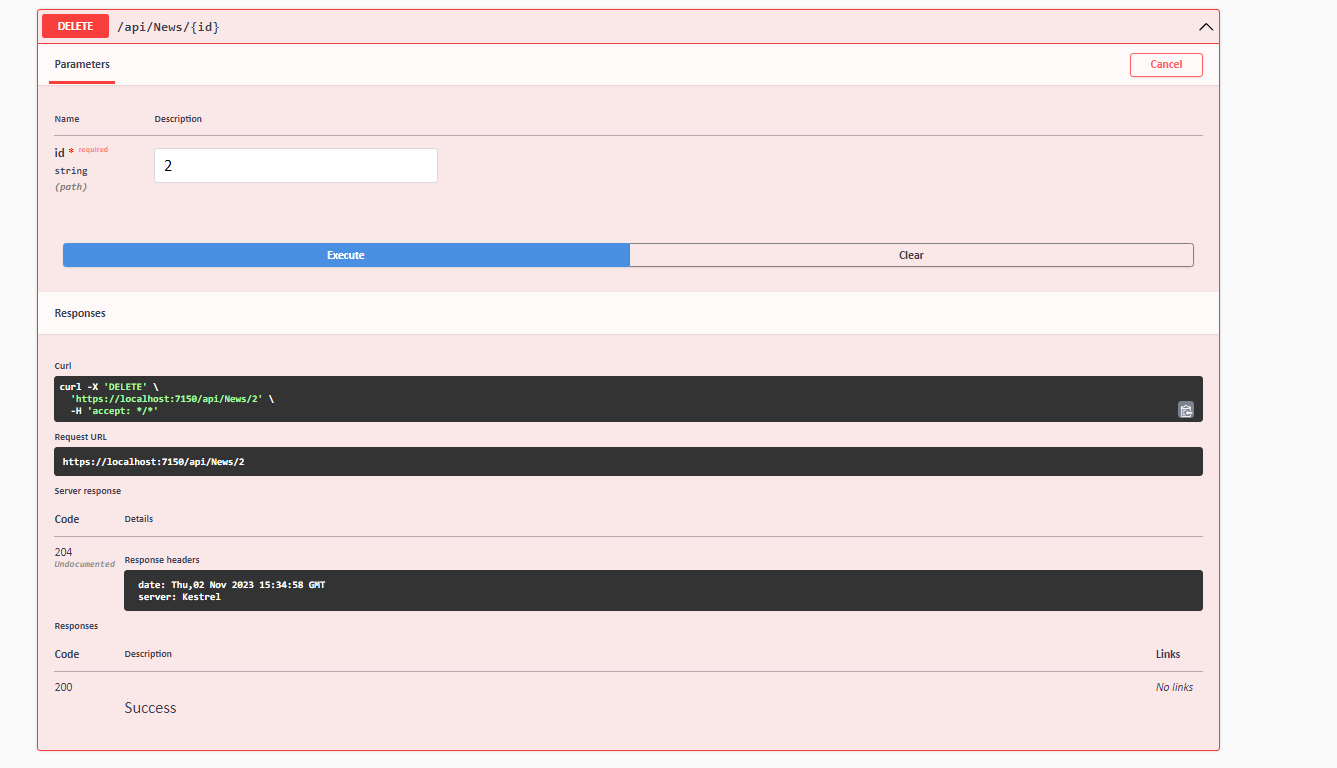 DELETE /api/News/{id}
Parameters
Cancel
Name Description
id * required
string
(path)
2
Execute Clear
Responses
Curl
curl -X 'DELETE' \
'https://localhost:7150/api/News/2' \
-H 'accept: */*'
Request URL
https://localhost:7150/api/News/2
Server response
Code Details
204
Undocumented
Response headers
date: Thu,02 Nov 2023 15:34:58 GMT
server: Kestrel
Responses
Code Description Links
200 No links
Success